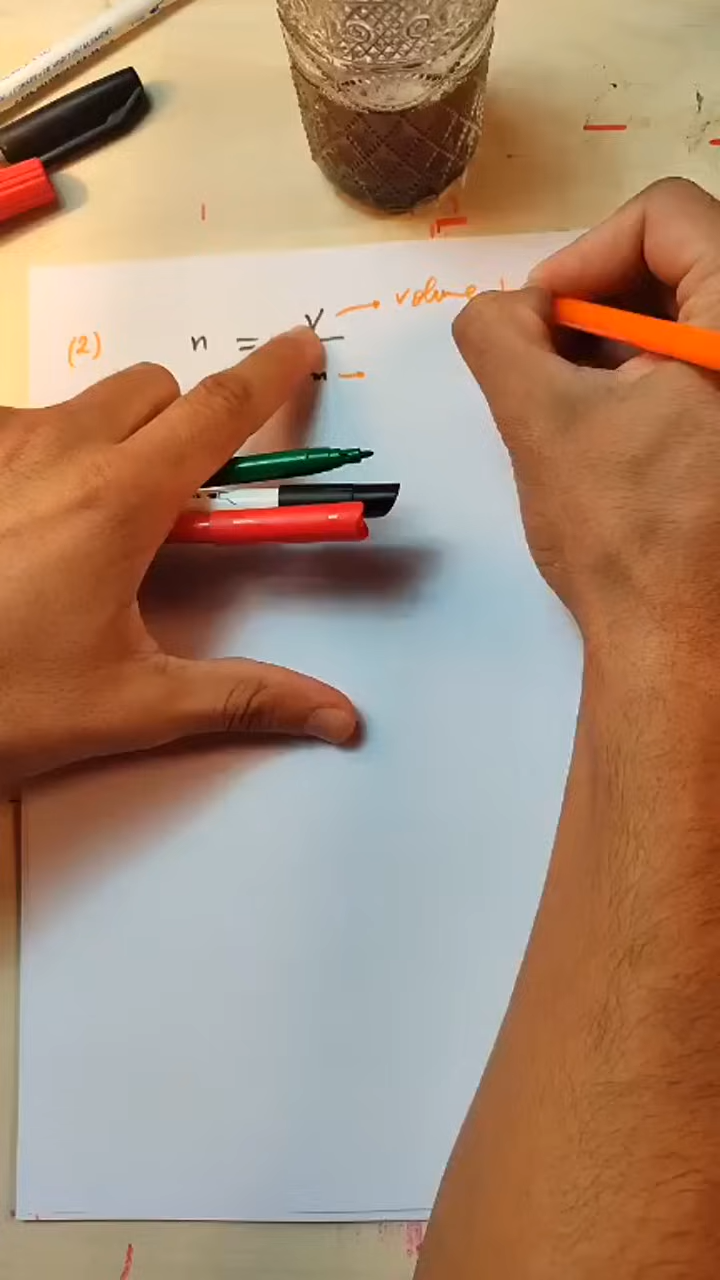 (2) n = V → volume
m →